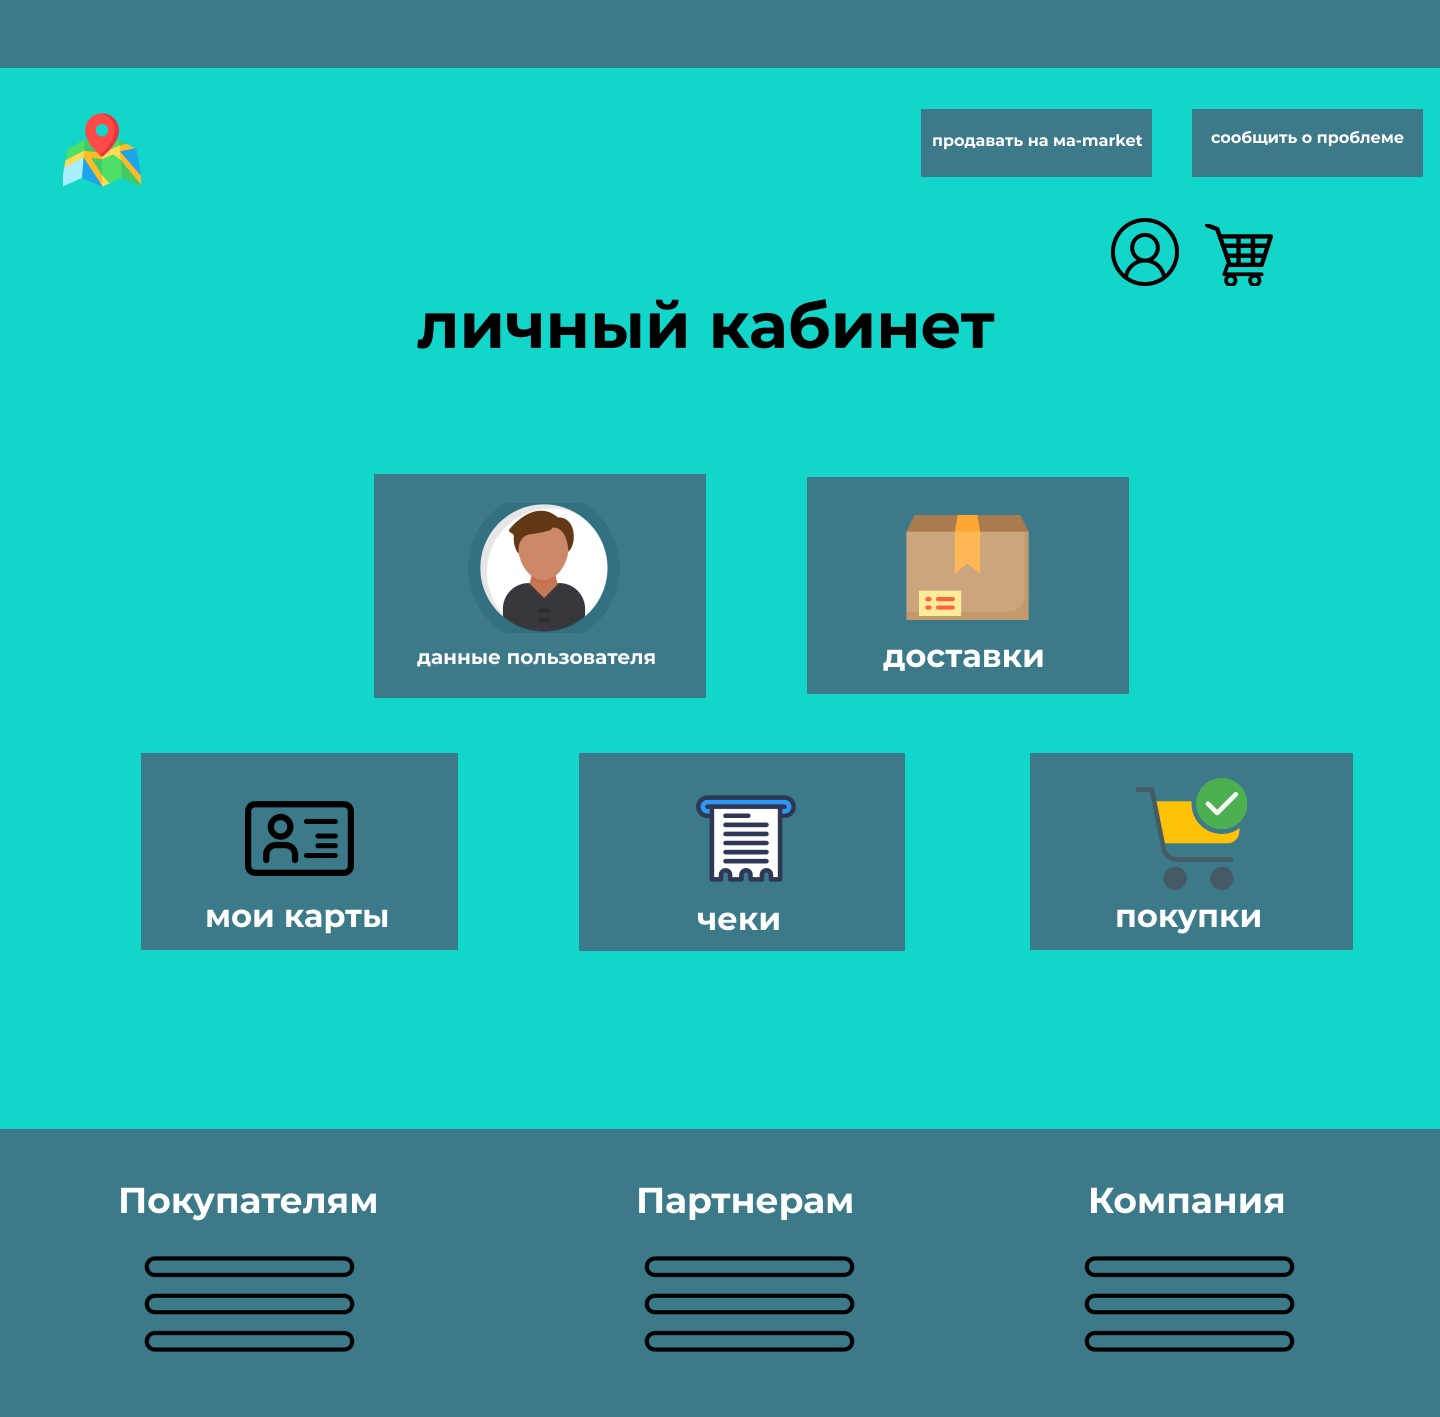 продавать на ма-market
сообщить о проблеме
личный кабинет
данные пользователя
доставки
мои карты
чеки
покупки
Покупателям
Партнерам
Компания